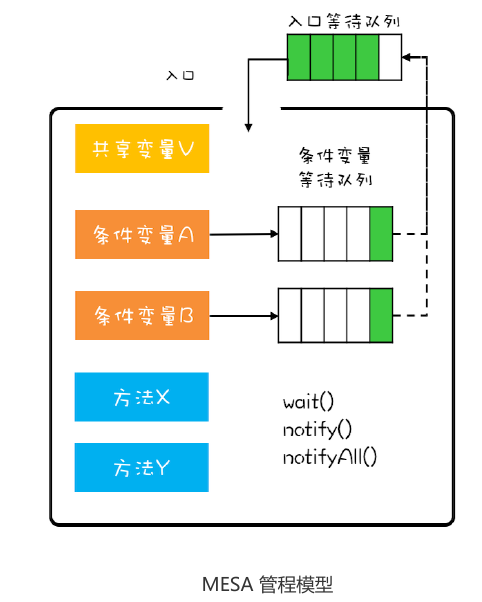 入口等待队列
入口
共享变量V
条件变量
等待队列
条件变量A
条件变量B
方法X
wait()
notify()
notifyAll()
方法Y
MESA 管程模型